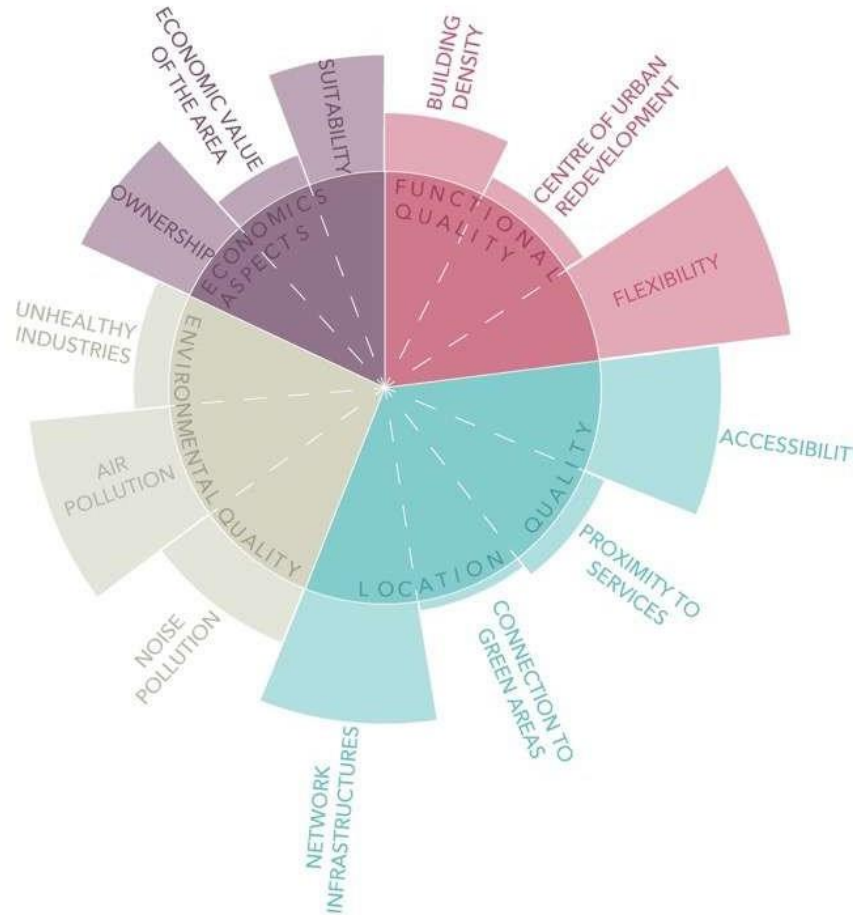 ECONOMIC VALUE
OF THE AREA
SUITABILITY
BUILDING
DENSITY
CENTRE OF URBAN
REDEVELOPMENT
FLEXIBILITY
OWNERSHIP
ECONOMICS
ASPECTS
FUNCTIONAL
QUALITY
UNHEALTHY
INDUSTRIES
AIR
POLLUTION
NOISE
POLLUTION
ENVIRONMENTAL QUALITY
LOCATION QUALITY
ACCESSIBILIT
PROXIMITY TO
SERVICES
CONNECTION TO
GREEN AREAS
NETWORK
INFRASTRUCTURES